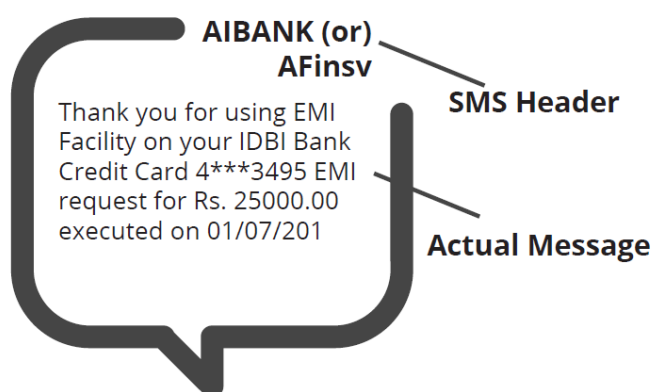 AIBANK (or)
AFinsv
SMS Header
Thank you for using EMI
Facility on your IDBI Bank
Credit Card 4***3495 EMI
request for Rs. 25000.00
executed on 01/07/201
Actual Message